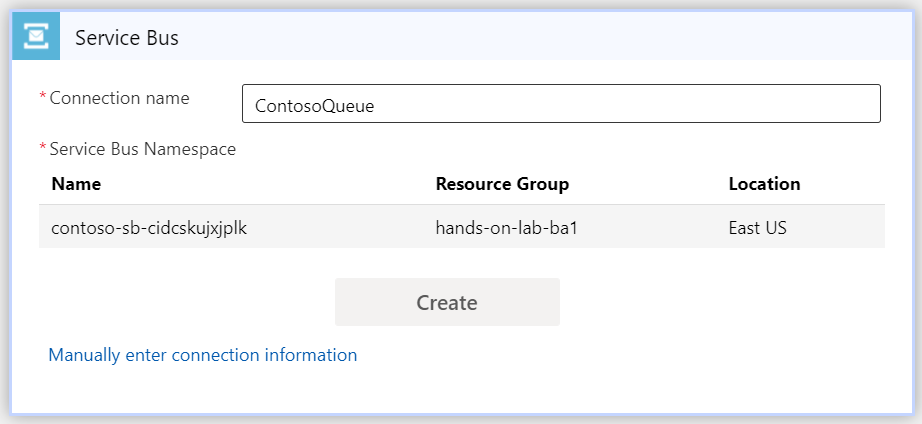 Service Bus
* Connection name ContosoQueue
* Service Bus Namespace
Name Resource Group Location
contoso-sb-cidcskujxjplk hands-on-lab-ba1 East US
Create
Manually enter connection information